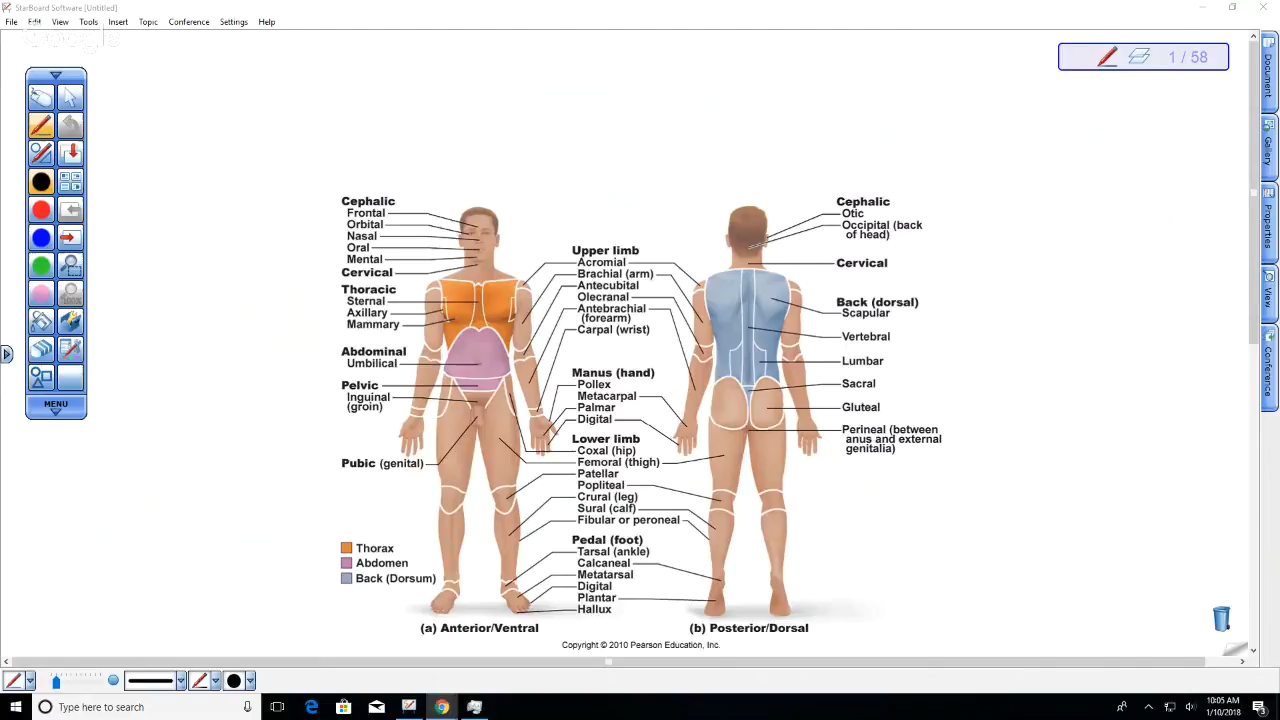 StarBoard Software [Untitled]
File Edit View Tools Insert Topic Conference Settings Help
Google
1 / 58
MENU
Document
Gallery
Properties
View
Conference
Cephalic
Frontal
Orbital
Nasal
Oral
Mental
Cervical
Thoracic
Sternal
Axillary
Mammary
Abdominal
Umbilical
Pelvic
Inguinal
(groin)
Pubic (genital)
Thorax
Abdomen
Back (Dorsum)
Upper limb
Acromial
Brachial (arm)
Antecubital
Olecranal
Antebrachial
(forearm)
Carpal (wrist)
Manus (hand)
Pollex
Metacarpal
Palmar
Digital
Lower limb
Coxal (hip)
Femoral (thigh)
Patellar
Popliteal
Crural (leg)
Sural (calf)
Fibular or peroneal
Pedal (foot)
Tarsal (ankle)
Calcaneal
Metatarsal
Digital
Plantar
Hallux
Cephalic
Otic
Occipital (back
of head)
Cervical
Back (dorsal)
Scapular
Vertebral
Lumbar
Sacral
Gluteal
Perineal (between
anus and external
genitalia)
(a) Anterior/Ventral
(b) Posterior/Dorsal
Copyright © 2010 Pearson Education, Inc.
Type here to search
10:05 AM
1/10/2018